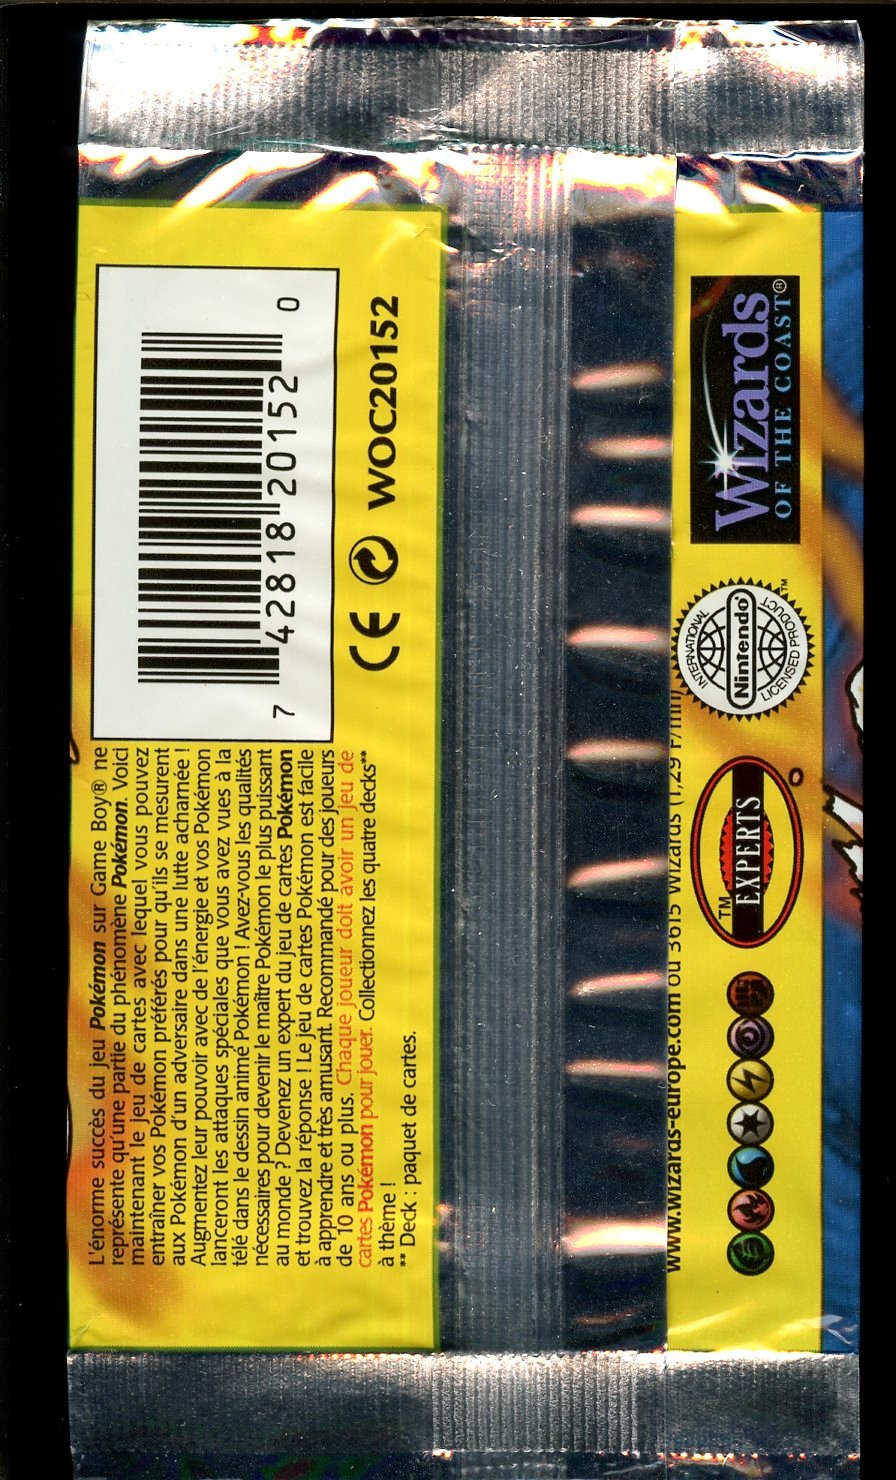 L'énorme succès du jeu Pokémon sur Game Boy® ne
représente qu'une partie du phénomène Pokémon. Voici
maintenant le jeu de cartes avec lequel vous pouvez
entraîner vos Pokémon préférés pour qu'ils se mesurent
aux Pokémon d'un adversaire dans une lutte acharnée !
Augmentez leur pouvoir avec de l'énergie et vos Pokémon
lanceront les attaques spéciales que vous avez vues à la
télé dans le dessin animé Pokémon ! Avez-vous les qualités
nécessaires pour devenir le maître Pokémon le plus puissant
au monde ? Devenez un expert du jeu de cartes Pokémon
et trouvez la réponse ! Le jeu de cartes Pokémon est facile
à apprendre et très amusant. Recommandé pour des joueurs
de 10 ans ou plus. Chaque joueur doit avoir un jeu de
cartes Pokémon pour jouer. Collectionnez les quatre decks**
à thème !
** Deck : paquet de cartes.
7 42818 20152 0
CE WOC20152
www.wizards-europe.com ou 3615 Wizards (1,29 F/min)
TM EXPERTS
INTERNATIONAL
Nintendo®
LICENSED PRODUCT™
Wizards
OF THE COAST®